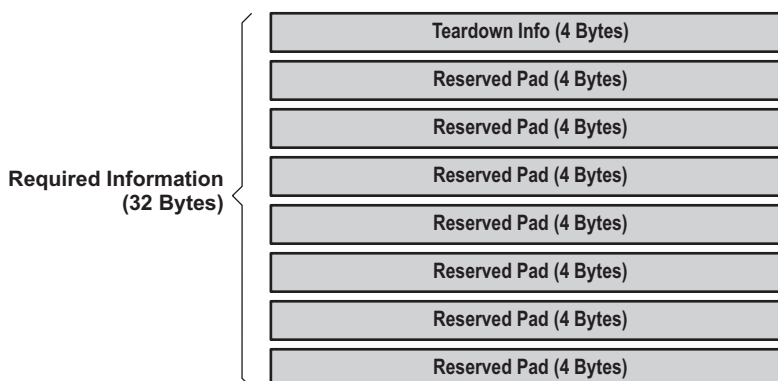 Teardown Info (4 Bytes)
Reserved Pad (4 Bytes)
Reserved Pad (4 Bytes)
Reserved Pad (4 Bytes)
Required Information
(32 Bytes)
Reserved Pad (4 Bytes)
Reserved Pad (4 Bytes)
Reserved Pad (4 Bytes)
Reserved Pad (4 Bytes)